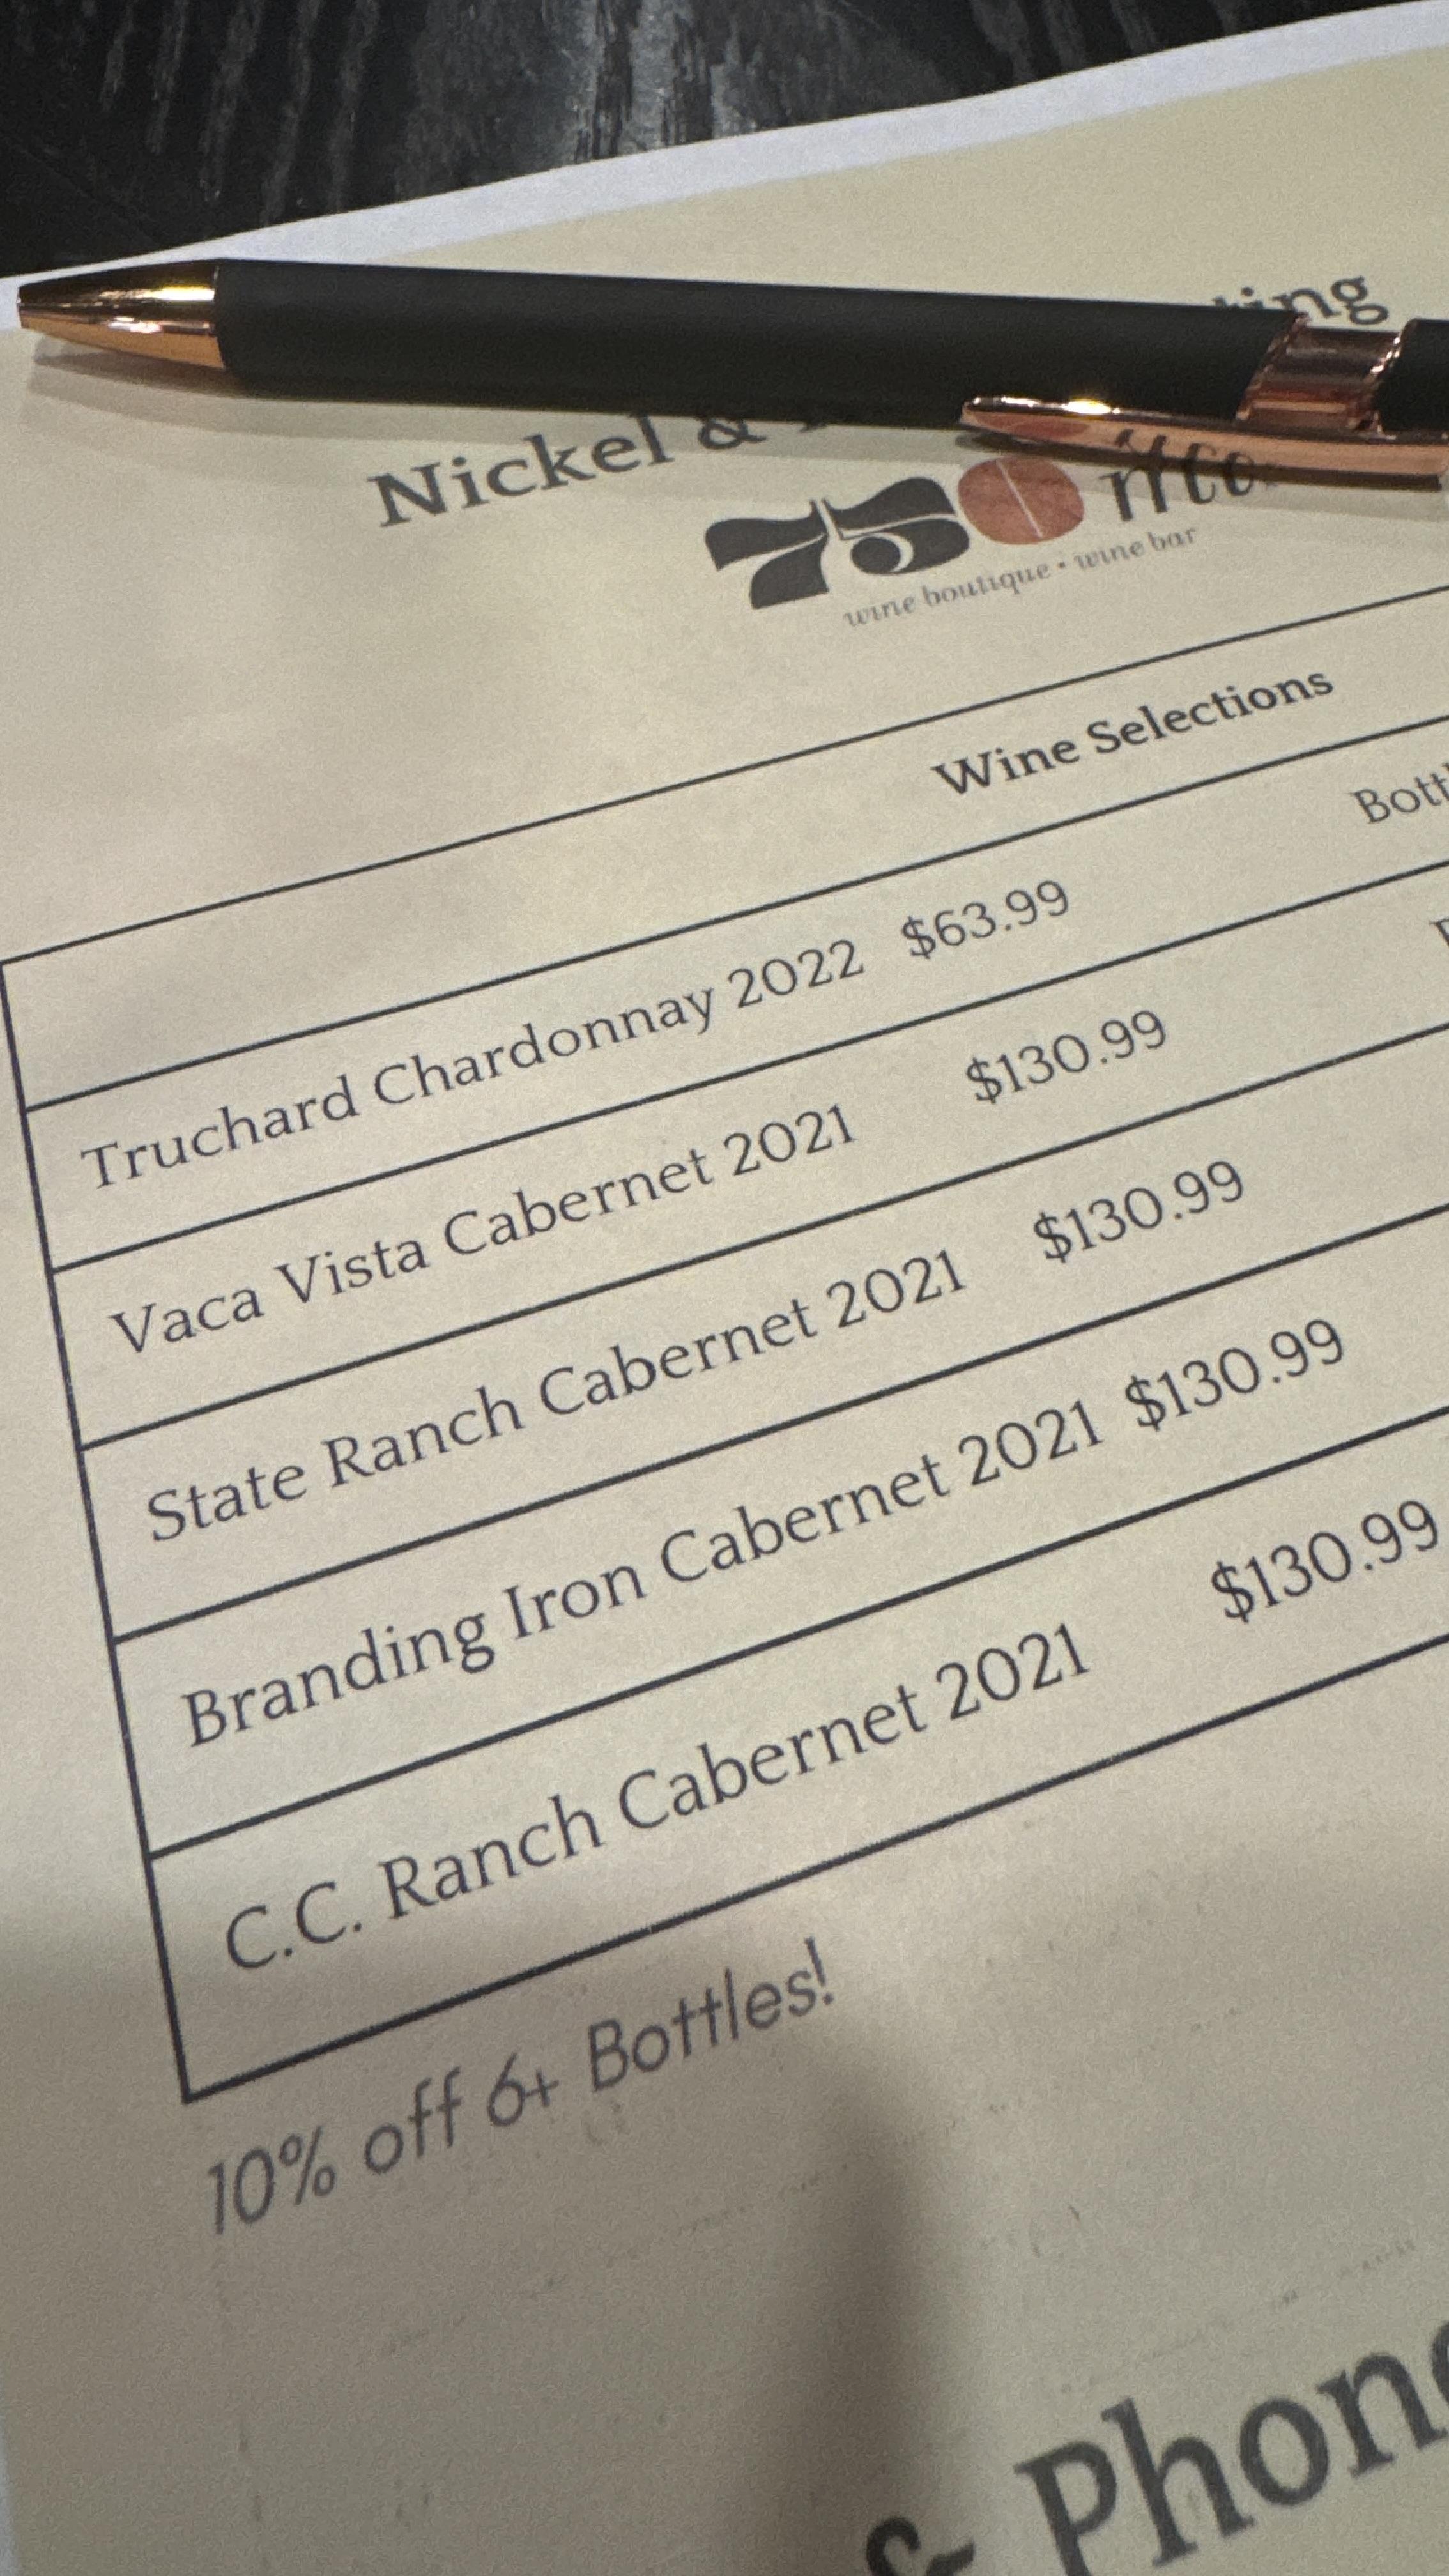 Nickel &
750
wine boutique • wine bar
Wine Selections
Truchard Chardonnay 2022 $63.99
Vaca Vista Cabernet 2021 $130.99
State Ranch Cabernet 2021 $130.99
Branding Iron Cabernet 2021 $130.99
C.C. Ranch Cabernet 2021 $130.99
10% off 6+ Bottles!
&